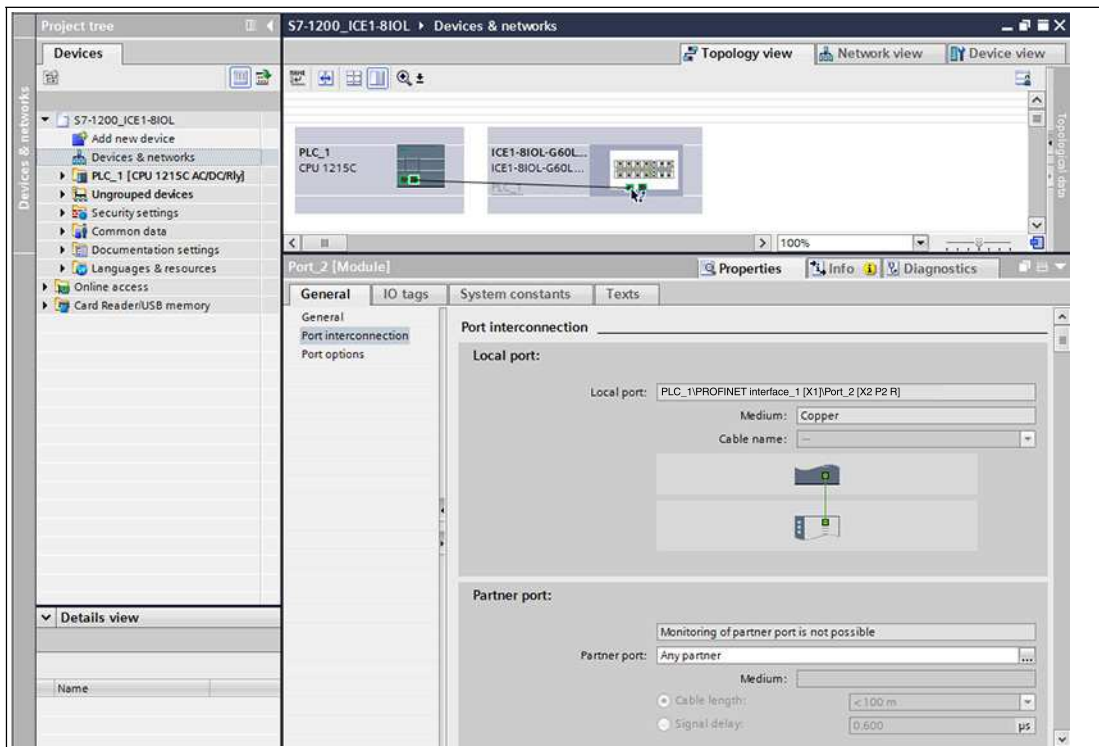 Project tree
S7-1200_ICE1-8IOL ▸ Devices & networks
Devices
Topology view
Network view
Device view
Devices & networks
S7-1200_ICE1-8IOL
Add new device
Devices & networks
PLC_1 [CPU 1215C AC/DC/Rly]
Ungrouped devices
Security settings
Common data
Documentation settings
Languages & resources
Online access
Card Reader/USB memory
PLC_1
CPU 1215C
ICE1-8IOL-G60L...
ICE1-8IOL-G60L...
PLC_1
Topological data
100%
Port_2 [Module]
Properties
Info
Diagnostics
General
IO tags
System constants
Texts
General
Port interconnection
Port options
Port interconnection
Local port:
Local port: PLC_1\PROFINET interface_1 [X1]\Port_2 [X2 P2 R]
Medium: Copper
Cable name: --
Partner port:
Monitoring of partner port is not possible
Partner port: Any partner ...
Medium:
Cable length: <100 m
Signal delay: 0.600 µs
Details view
Name